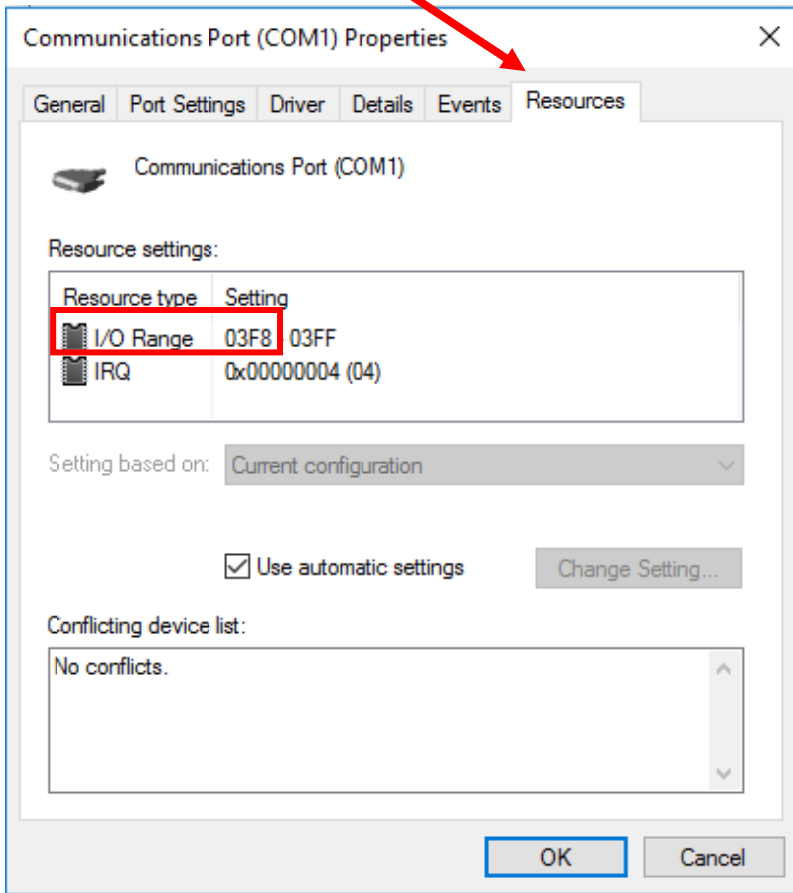 Communications Port (COM1) Properties
General Port Settings Driver Details Events Resources
Communications Port (COM1)
Resource settings:
Resource type Setting
I/O Range 03F8 03FF
IRQ 0x00000004 (04)
Setting based on: Current configuration
Use automatic settings Change Setting...
Conflicting device list:
No conflicts.
OK Cancel